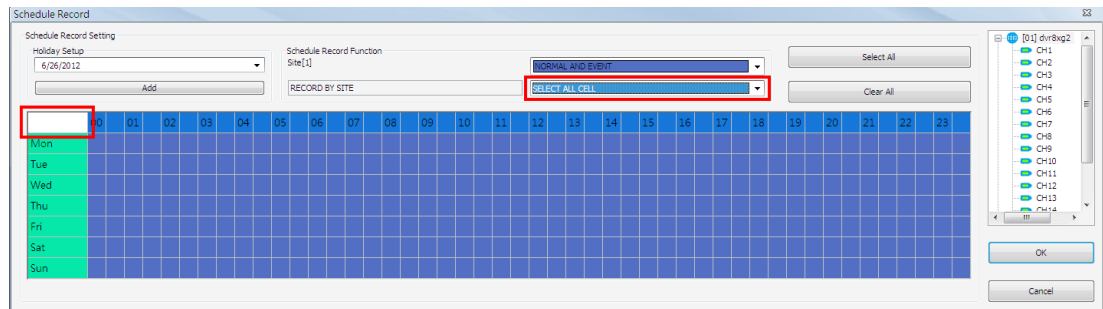 Schedule Record
Schedule Record Setting
Holiday Setup
6/26/2012
Add
Schedule Record Function
Site[1]
NORMAL AND EVENT
RECORD BY SITE
SELECT ALL CELL
Select All
Clear All
00 01 02 03 04 05 06 07 08 09 10 11 12 13 14 15 16 17 18 19 20 21 22 23
Mon
Tue
Wed
Thu
Fri
Sat
Sun
[01] dvr8xg2
CH1
CH2
CH3
CH4
CH5
CH6
CH7
CH8
CH9
CH10
CH11
CH12
CH13
CH14
OK
Cancel